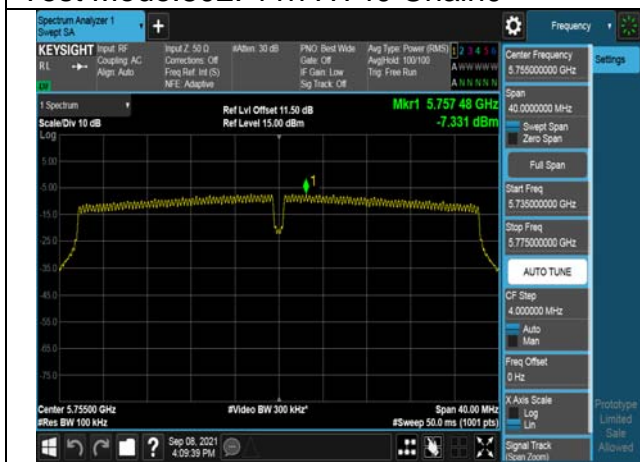 Spectrum Analyzer 1
Swept SA
+
Frequency
KEYSIGHT
RL
Input: RF
Coupling: AC
Align: Auto
Input Z: 50 Ω
Corrections: Off
Freq Ref: Int (S)
NFE: Adaptive
#Atten: 30 dB
PNO: Best Wide
Gate: Off
IF Gain: Low
Sig Track: Off
Avg Type: Power (RMS)
Avg|Hold: 100/100
Trig: Free Run
1 2 3 4 5 6
A W W W W W
A N N N N N
1 Spectrum
Scale/Div 10 dB
Log
Ref Lvl Offset 11.50 dB
Ref Level 15.00 dBm
Mkr1 5.757 48 GHz
-7.331 dBm
1
5.00
-5.00
-15.0
-25.0
-35.0
-45.0
-55.0
-65.0
-75.0
Center 5.75500 GHz
#Res BW 100 kHz
#Video BW 300 kHz*
Span 40.00 MHz
#Sweep 50.0 ms (1001 pts)
Sep 08, 2021
4:09:39 PM
Center Frequency
5.755000000 GHz
Settings
Span
40.0000000 MHz
Swept Span
Zero Span
Full Span
Start Freq
5.735000000 GHz
Stop Freq
5.775000000 GHz
AUTO TUNE
CF Step
4.000000 MHz
Auto
Man
Freq Offset
0 Hz
X Axis Scale
Log
Lin
Signal Track
(Span Zoom)
Prototype
Limited
Sale
Allowed